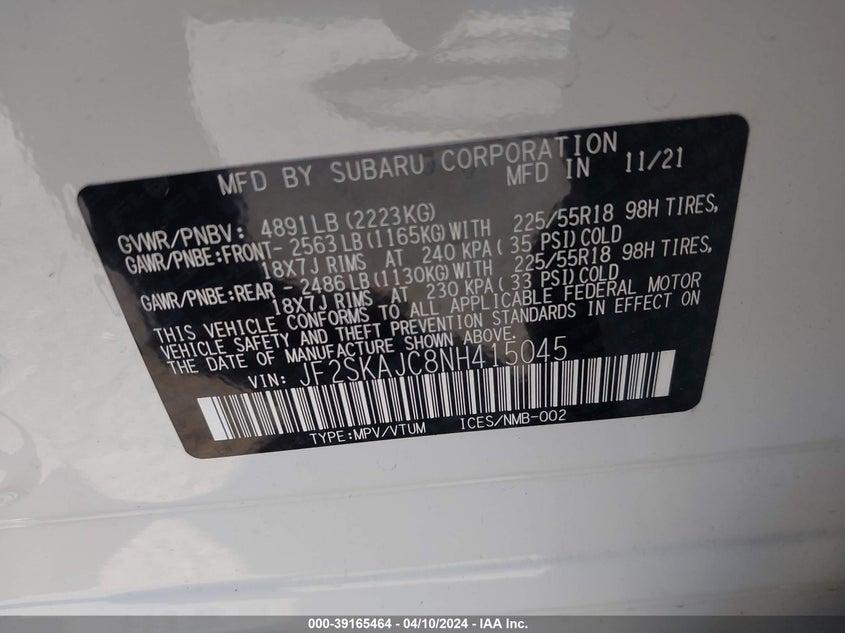 MFD BY SUBARU CORPORATION
MFD IN 11/21
GVWR/PNBV: 4891LB(2223KG)
GAWR/PNBE:FRONT- 2563LB(1165KG)WITH 225/55R18 98H TIRES,
18X7J RIMS AT 240 KPA( 35 PSI)COLD
GAWR/PNBE:REAR - 2486LB(1130KG)WITH 225/55R18 98H TIRES,
18X7J RIMS AT 230 KPA( 33 PSI)COLD
THIS VEHICLE CONFORMS TO ALL APPLICABLE FEDERAL MOTOR
VEHICLE SAFETY AND THEFT PREVENTION STANDARDS IN EFFECT ON
THE DATE OF MANUFACTURE SHOWN ABOVE.
VIN: JF2SKAJC8NH415045
TYPE:MPV/VTUM ICES/NMB-002
000-39165464 - 04/10/2024 - IAA Inc.